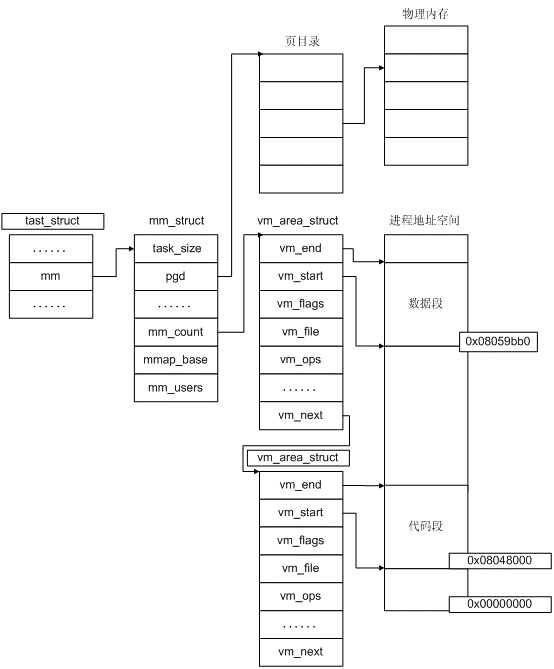 物理内存
页目录
tast_struct
mm_struct
vm_area_struct
进程地址空间
......
mm
......
task_size
pgd
......
mm_count
mmap_base
mm_users
vm_end
vm_start
vm_flags
vm_file
vm_ops
......
vm_next
数据段
0x08059bb0
vm_area_struct
vm_end
vm_start
vm_flags
vm_file
vm_ops
......
vm_next
代码段
0x08048000
0x00000000